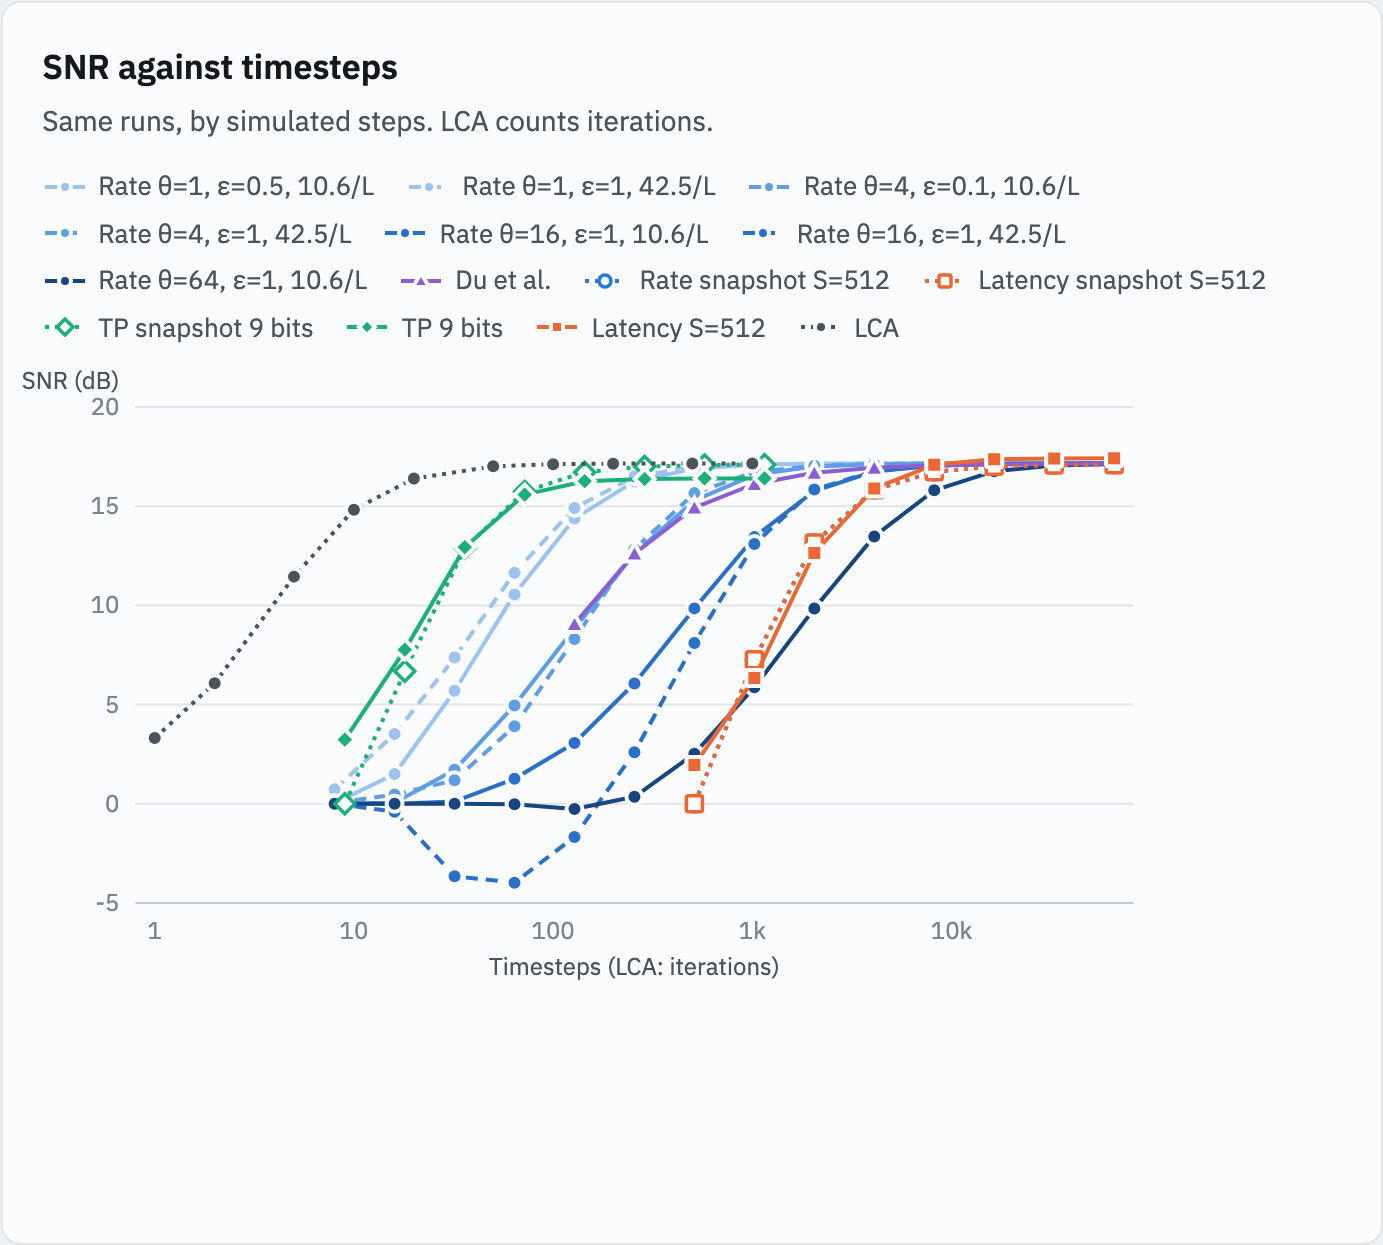 SNR against timesteps
Same runs, by simulated steps. LCA counts iterations.
Rate θ=1, ε=0.5, 10.6/L Rate θ=1, ε=1, 42.5/L Rate θ=4, ε=0.1, 10.6/L
Rate θ=4, ε=1, 42.5/L Rate θ=16, ε=1, 10.6/L Rate θ=16, ε=1, 42.5/L
Rate θ=64, ε=1, 10.6/L Du et al. Rate snapshot S=512 Latency snapshot S=512
TP snapshot 9 bits TP 9 bits Latency S=512 LCA
SNR (dB)
20
15
10
5
0
-5
1 10 100 1k 10k
Timesteps (LCA: iterations)